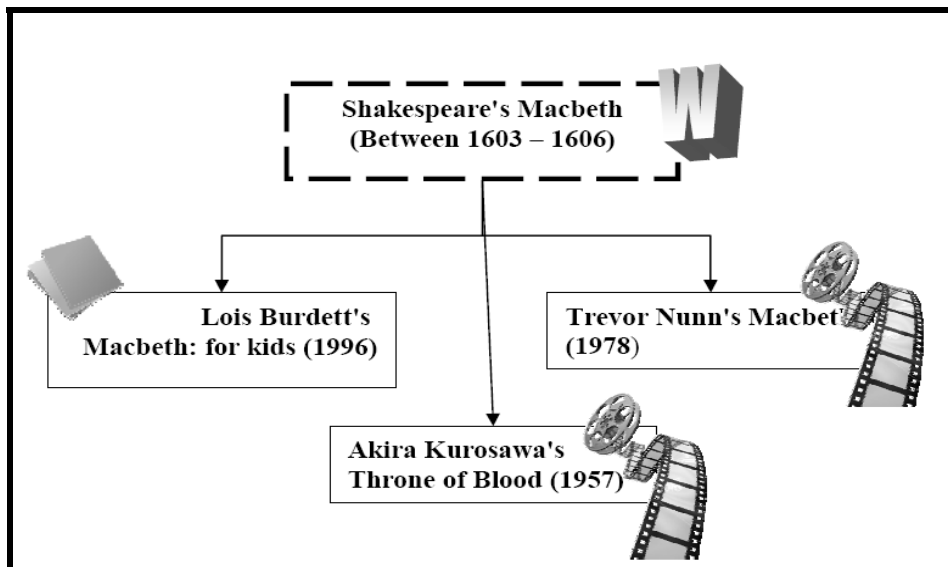 Shakespeare's Macbeth
(Between 1603 – 1606)
W
Lois Burdett's
Macbeth: for kids (1996)
Trevor Nunn's Macbet
(1978)
Akira Kurosawa's
Throne of Blood (1957)